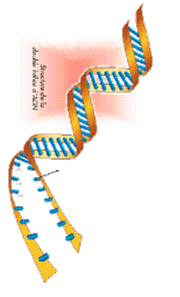 Structure de la
double hélice d'ADN